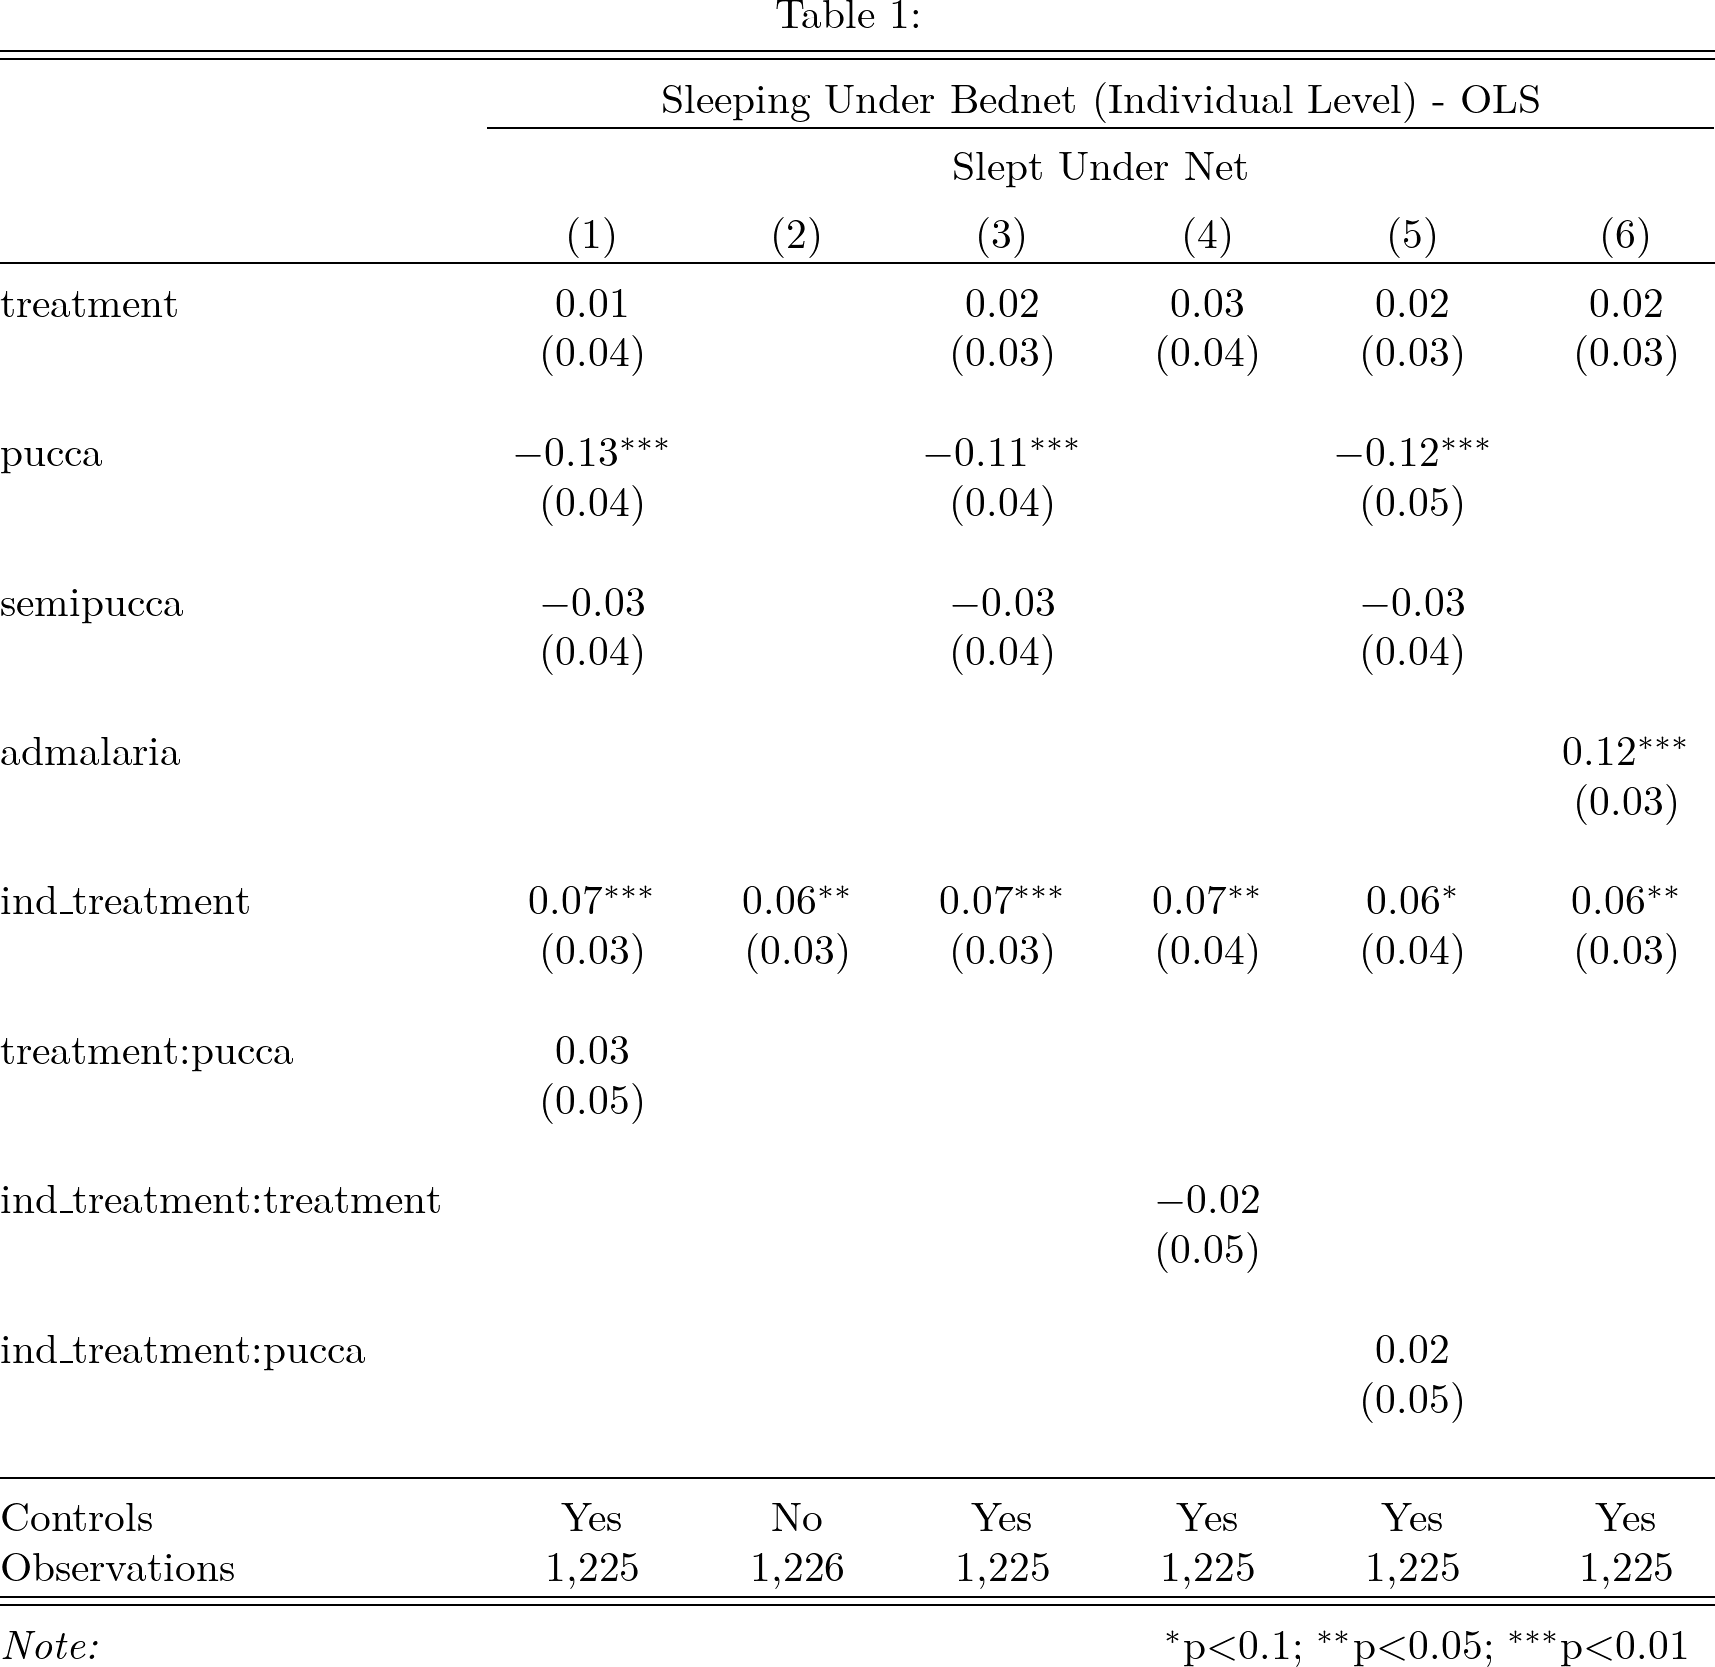 Table 1:
Sleeping Under Bednet (Individual Level) - OLS
Slept Under Net
(1) (2) (3) (4) (5) (6)
treatment 0.01 0.02 0.03 0.02 0.02
(0.04) (0.03) (0.04) (0.03) (0.03)
pucca −0.13*** −0.11*** −0.12***
(0.04) (0.04) (0.05)
semipucca −0.03 −0.03 −0.03
(0.04) (0.04) (0.04)
admalaria 0.12***
(0.03)
ind_treatment 0.07*** 0.06** 0.07*** 0.07** 0.06* 0.06**
(0.03) (0.03) (0.03) (0.04) (0.04) (0.03)
treatment:pucca 0.03
(0.05)
ind_treatment:treatment −0.02
(0.05)
ind_treatment:pucca 0.02
(0.05)
Controls Yes No Yes Yes Yes Yes
Observations 1,225 1,226 1,225 1,225 1,225 1,225
Note: *p<0.1; **p<0.05; ***p<0.01